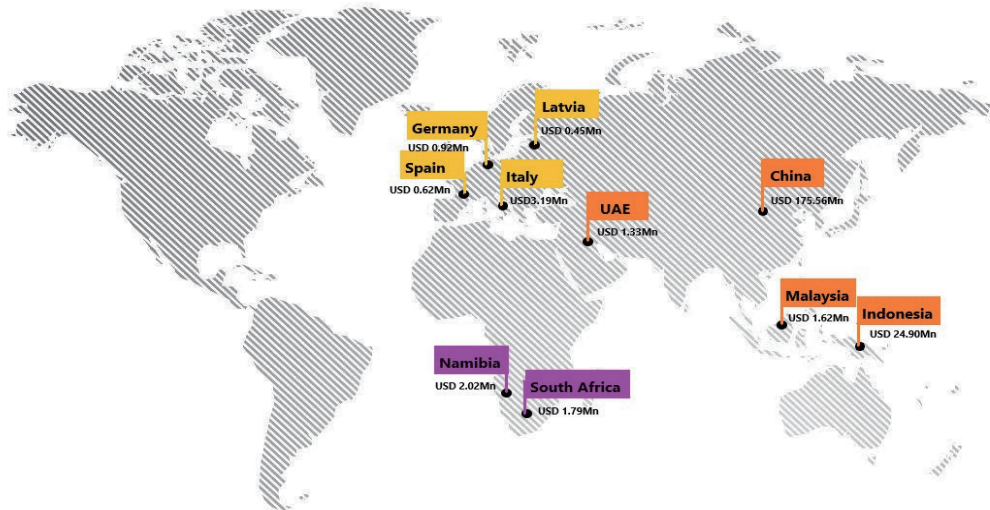 Latvia
USD 0.45Mn
Germany
USD 0.92Mn
Spain
USD 0.62Mn
Italy
USD3.19Mn
China
USD 175.56Mn
UAE
USD 1.33Mn
Malaysia
USD 1.62Mn
Indonesia
USD 24.90Mn
Namibia
USD 2.02Mn
South Africa
USD 1.79Mn